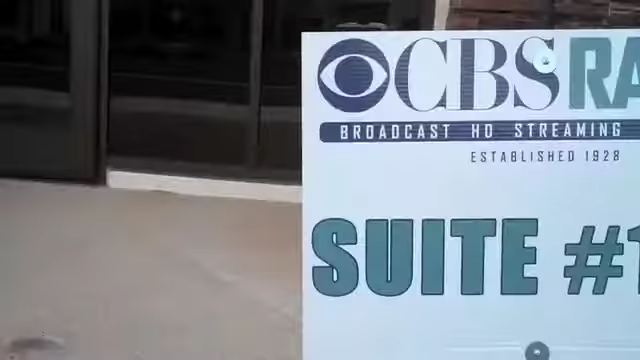 CBS RA
BROADCAST HD STREAMING
ESTABLISHED 1928
SUITE #1